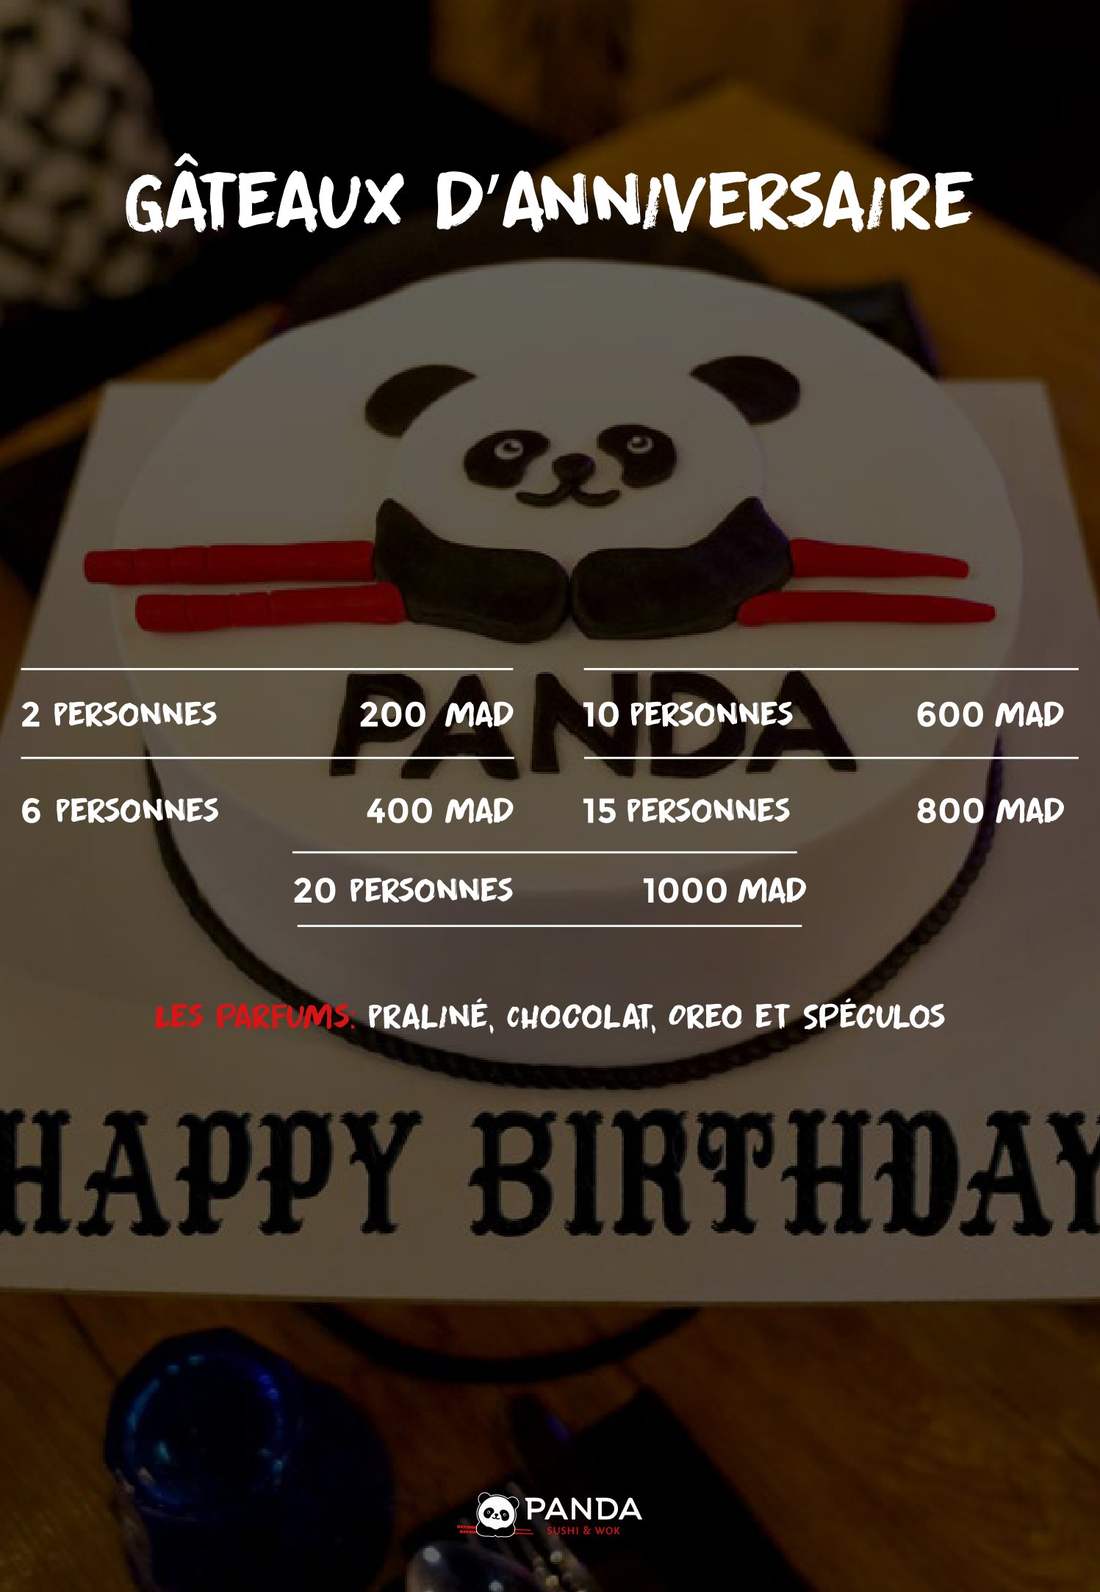 GÂTEAUX D'ANNIVERSAIRE
PANDA
2 PERSONNES 200 MAD
10 PERSONNES 600 MAD
6 PERSONNES 400 MAD
15 PERSONNES 800 MAD
20 PERSONNES 1000 MAD
LES PARFUMS: PRALINÉ, CHOCOLAT, OREO ET SPÉCULOS
HAPPY BIRTHDAY
PANDA
SUSHI & WOK